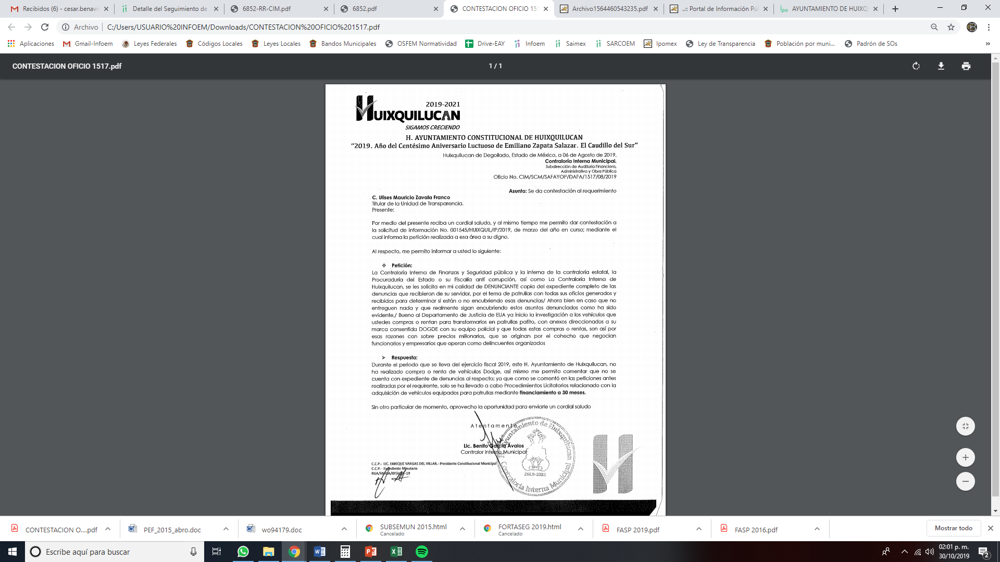 Recibidos (6) - cesar.benavi
Detalle del Seguimiento de
6852-RR-CIM.pdf
6852.pdf
CONTESTACION OFICIO 151
Archivo1564460543235.pdf
..:: Portal de Información Púl
AYUNTAMIENTO DE HUIXQ
Archivo
C:/Users/USUARIO%20INFOEM/Downloads/CONTESTACION%20OFICIO%201517.pdf
Aplicaciones
Gmail-Infoem
Leyes Federales
Códigos Locales
Leyes Locales
Bandos Municipales
OSFEM Normatividad
Drive-EAY
Infoem
Saimex
SARCOEM
Ipomex
Ley de Transparencia
Población por muni...
Padrón de SOs
»
CONTESTACION OFICIO 1517.pdf
1 / 1
2019-2021
HUIXQUILUCAN
SIGAMOS CRECIENDO
H. AYUNTAMIENTO CONSTITUCIONAL DE HUIXQUILUCAN
“2019. Año del Centésimo Aniversario Luctuoso de Emiliano Zapata Salazar. El Caudillo del Sur”
Huixquilucan de Degollado, Estado de México, a 06 de Agosto de 2019.
Contraloría Interna Municipal.
Subdirección de Auditoría Financiera,
Administrativa y Obra Pública
Oficio No. CIM/SCM/SAFAYOP/DAFA/1517/08/2019
Asunto: Se da contestación al requerimiento
C. Ulises Mauricio Zavala Franco
Titular de la Unidad de Transparencia.
Presente:
Por medio del presente reciba un cordial saludo, y al mismo tiempo me permito dar contestación a
la solicitud de información No. 001545/HUIXQUIL/IP/2019, de marzo del año en curso; mediante el
cual informa la petición realizada a esa área a su digno.
Al respecto, me permito informar a usted lo siguiente:
❖ Petición:
La Contraloría Interna de Finanzas y Seguridad pública y la interna de la contraloría estatal, la
Procuraduría del Estado o su Fiscalía antí corrupción, así como La Contraloría Interna de
Huixquilucan, se les solicita en mi calidad de DENUNCIANTE copia del expediente completo de las
denuncias que recibieron de su servidor, por el tema de patrullas con todas sus oficios generados y
recibidos para determinar si están o no encubriendo esas denuncias/ Ahora bien en caso que no
entreguen nada y que realmente sigan encubriendo estos asuntos denunciados como ha sido
evidente,/ Bueno al Departamento de Justicia de EUA ya inicio la investigación a los vehículos que
ustedes compras o rentan para transformarlos en patrullas patito, con anexos direccionados a su
marca consentida DOGDE con su equipo policial y que todas estas compras o rentas, son así por
esas razones con sobre precios millonarios, que se originan por el cohecho que negocian
funcionarios y empresarios que operan como delincuentes organizados
➢ Respuesta:
Durante el periodo que se lleva del ejercicio fiscal 2019, este H. Ayuntamiento de Huixquilucan, no
ha realizado compra o renta de vehículos Dodge, así mismo me permito comentar que no se
cuenta con expediente de denuncias al respecto; ya que como se comentó en las peticiones antes
realizadas por el requirente, solo se ha llevado a cabo Procedimientos Licitatorios relacionado con la
adquisición de vehículos equipados para patrullas mediante financiamiento a 30 meses.
Sin otro particular de momento, aprovecho la oportunidad para enviarle un cordial saludo
Atentamente
Lic. Benito García Avalos
Contralor Interno Municipal
Ayuntamiento de Huixquilucan
2019-2021
Contraloría Interna Municipal
C.C.P.- LIC. ENRIQUE VARGAS DEL VILLAR.- Presidente Constitucional Municipal
C.C.P.- Expediente Minutario
CONTESTACION O....pdf
PEF_2015_abro.doc
wo94179.doc
SUBSEMUN 2015.html
Cancelado
FORTASEG 2019.html
Cancelado
FASP 2019.pdf
FASP 2016.pdf
Mostrar todo
Escribe aquí para buscar
02:01 p. m.
30/10/2019
2